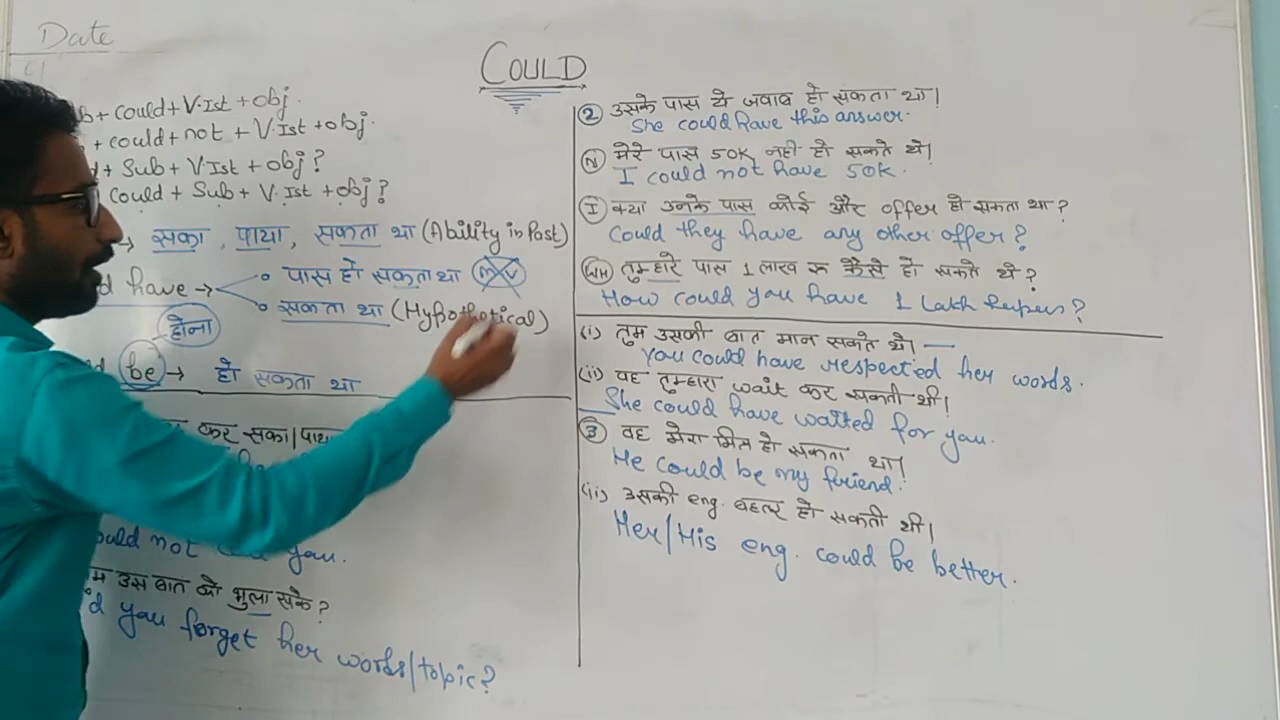 Date
COULD
b + could + V.Ist + obj.
+ could + not + V.Ist + obj.
+ Sub + V.Ist + obj?
Could + Sub + V.Ist + obj?
→ सका, पाया, सकता था (Ability in Past)
have → • पास हो सकता था (MV)
• सकता था (Hypothetical)
होना
be → हो सकता था
कर सका/पाया
ould not you.
उस बात को भुला सके?
d you forget her words/topic?
(2) उसके पास ये जवाब हो सकता था।
She could have this answer.
(N) मेरे पास 50K नहीं हो सकते थे।
I could not have 50K.
(I) क्या उनके पास कोई और offer हो सकता था?
Could they have any other offer?
(WH) तुम्हारे पास 1 लाख रु कैसे हो सकते थे?
How could you have 1 Lakh
(i) तुम उसकी बात मान सकते थे। —
You could have respected her words.
(ii) वह तुम्हारा wait कर सकती थी।
She could have waited for you.
(3) वह मेरा मित्र हो सकता था।
He could be my friend.
(ii) उसकी eng. बहतर हो सकती थी।
Her/His eng. could be better.